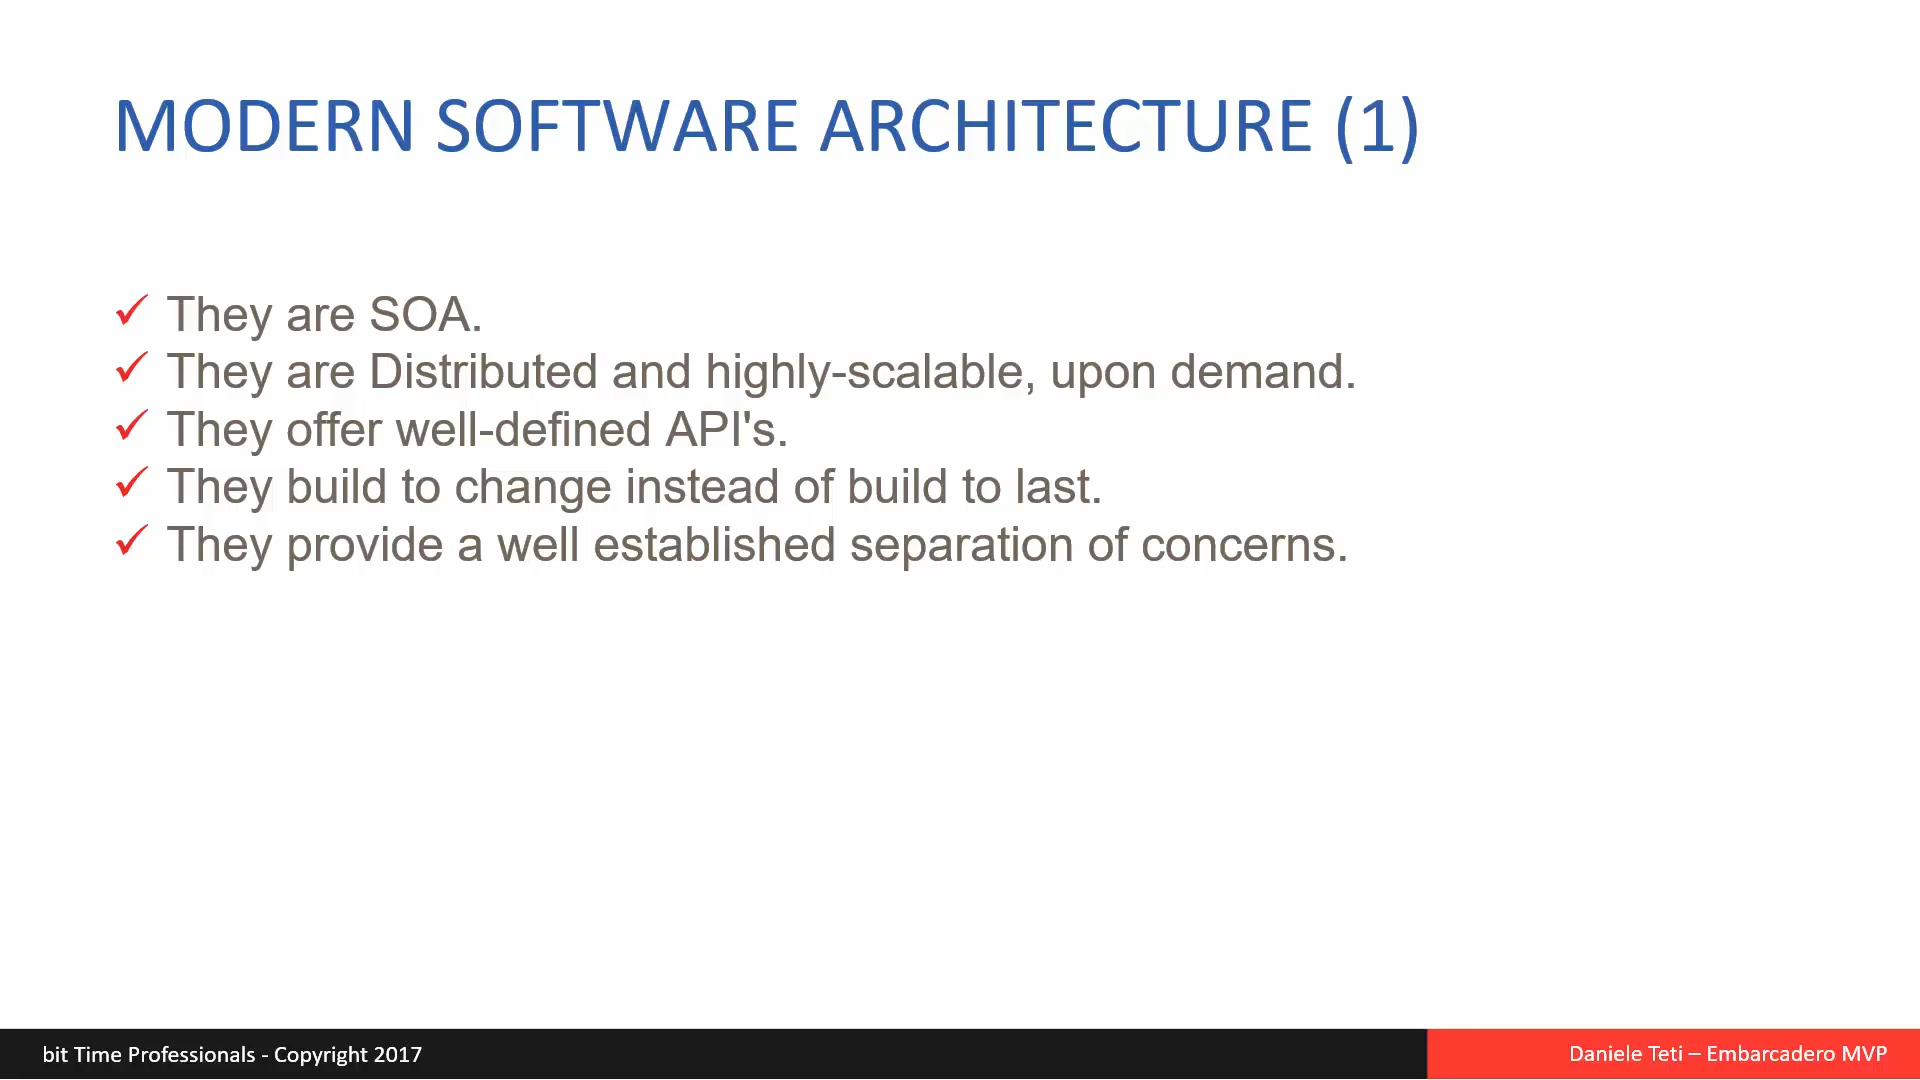 MODERN SOFTWARE ARCHITECTURE (1)
They are SOA.
They are Distributed and highly-scalable, upon demand.
They offer well-defined API's.
They build to change instead of build to last.
They provide a well established separation of concerns.
bit Time Professionals - Copyright 2017
Daniele Teti – Embarcadero MVP